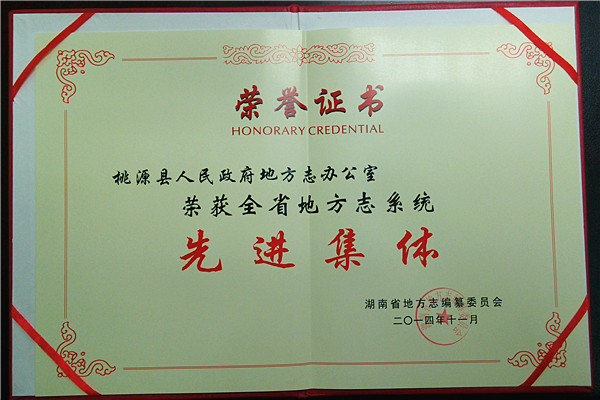 荣誉证书
HONORARY CREDENTIAL
桃源县人民政府地方志办公室
荣获全省地方志系统
先进集体
湖南省地方志编纂委员会
二〇一四年十一月